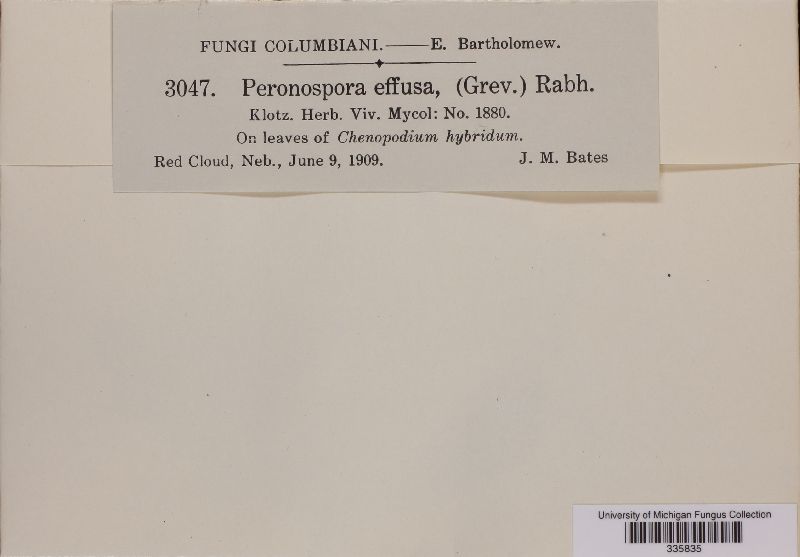 FUNGI COLUMBIANI.——E. Bartholomew.
3047. Peronospora effusa, (Grev.) Rabh.
Klotz. Herb. Viv. Mycol: No. 1880.
On leaves of Chenopodium hybridum.
Red Cloud, Neb., June 9, 1909. J. M. Bates
University of Michigan Fungus Collection
335835